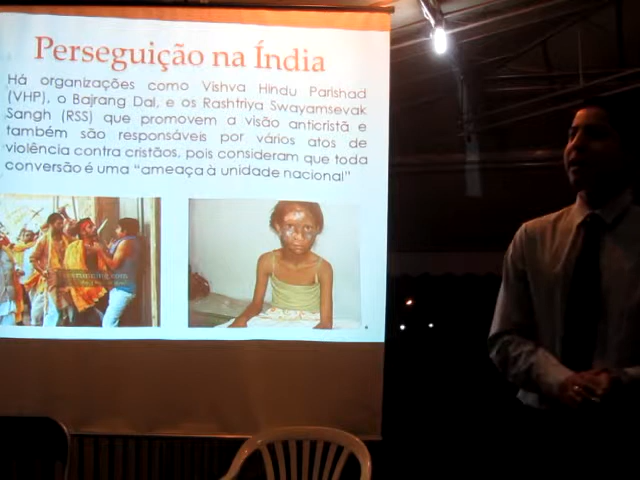 Perseguição na Índia
Há organizações como Vishva Hindu Parishad
(VHP), o Bajrang Dal, e os Rashtriya Swayamsevak
Sangh (RSS) que promovem a visão anticristã e
também são responsáveis por vários atos de
violência contra cristãos, pois consideram que toda
conversão é uma "ameaça à unidade nacional"